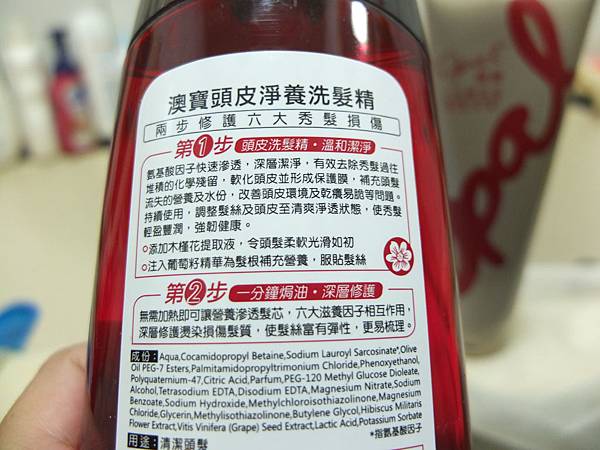 澳寶頭皮淨養洗髮精
兩步修護六大秀髮損傷
第1步 頭皮洗髮精・溫和潔淨
氨基酸因子快速滲透，深層潔淨，有效去除秀髮過往
堆積的化學殘留，軟化頭皮並形成保護膜，補充頭髮
流失的營養及水份，改善頭皮環境及乾癢易脆等問題。
持續使用，調整髮絲及頭皮至清爽淨透狀態，使秀髮
輕盈豐潤，強韌健康。
○添加木槿花提取液，令頭髮柔軟光滑如初
○注入葡萄籽精華為髮根補充營養，服貼髮絲
第2步 一分鐘焗油・深層修護
無需加熱即可讓營養滲透髮芯，六大滋養因子相互作用，
深層修護燙染損傷髮質，使髮絲富有彈性，更易梳理。
成份：Aqua,Cocamidopropyl Betaine,Sodium Lauroyl Sarcosinate*,Olive
Oil PEG-7 Esters,Palmitamidopropyltrimonium Chloride,Phenoxyethanol,
Polyquaternium-47,Citric Acid,Parfum,PEG-120 Methyl Glucose Dioleate,
Alcohol,Tetrasodium EDTA,Disodium EDTA,Magnesium Nitrate,Sodium
Benzoate,Sodium Hydroxide,Methylchloroisothiazolinone,Magnesium
Chloride,Glycerin,Methylisothiazolinone,Butylene Glycol,Hibiscus Militaris
Flower Extract,Vitis Vinifera (Grape) Seed Extract,Lactic Acid,Potassium Sorbate
*指氨基酸因子
用途：清潔頭髮
Opal